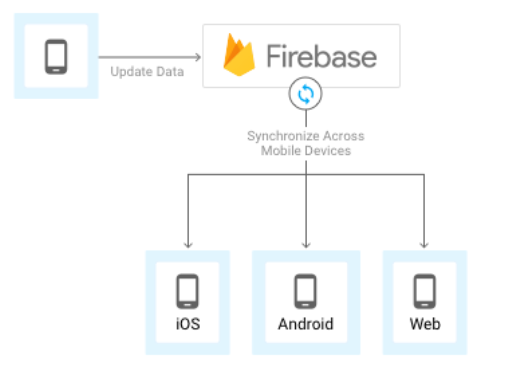 Firebase
Update Data
Synchronize Across
Mobile Devices
iOS
Android
Web